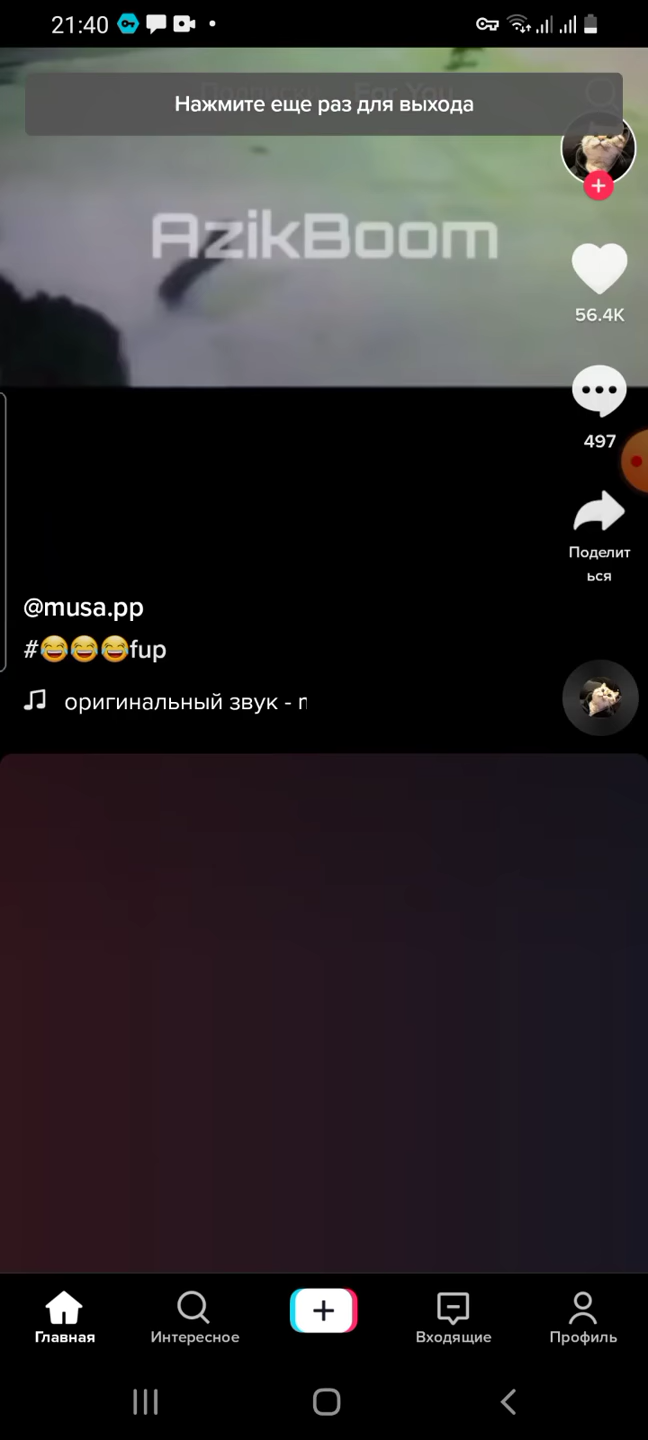 21:40
Нажмите еще раз для выхода
AzikBoom
56.4K
497
Поделит
ься
@musa.pp
#😂😂😂fup
оригинальный звук -
Главная
Интересное
Входящие
Профиль